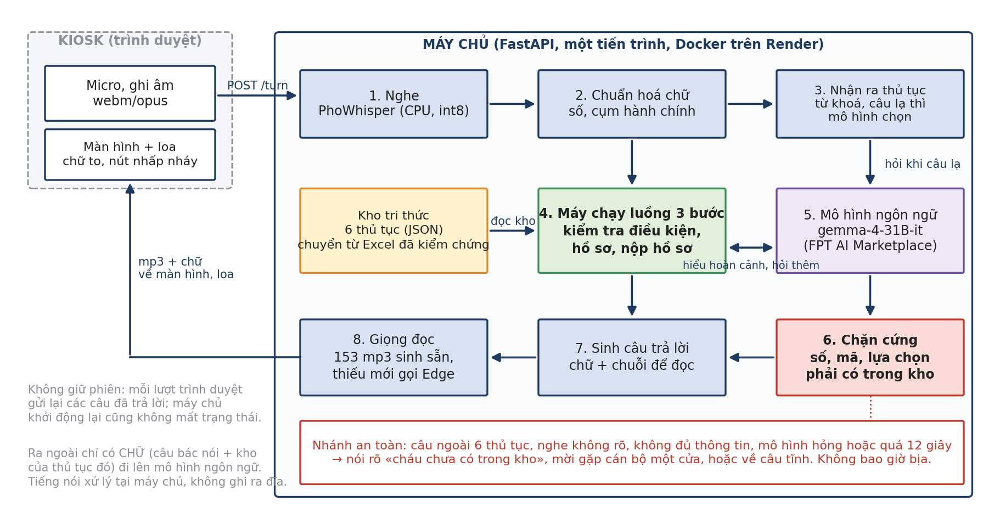 KIOSK (trình duyệt)
Micro, ghi âm
webm/opus
Màn hình + loa
chữ to, nút nhấp nháy
POST /turn
mp3 + chữ
về màn hình, loa
MÁY CHỦ (FastAPI, một tiến trình, Docker trên Render)
1. Nghe
PhoWhisper (CPU, int8)
2. Chuẩn hoá chữ
số, cụm hành chính
3. Nhận ra thủ tục
từ khoá, câu lạ thì
mô hình chọn
hỏi khi câu lạ
Kho tri thức
6 thủ tục (JSON)
chuyển từ Excel đã kiểm chứng
đọc kho
4. Máy chạy luồng 3 bước
kiểm tra điều kiện,
hồ sơ, nộp hồ sơ
hiểu hoàn cảnh, hỏi thêm
5. Mô hình ngôn ngữ
gemma-4-31B-it
(FPT AI Marketplace)
8. Giọng đọc
153 mp3 sinh sẵn,
thiếu mới gọi Edge
7. Sinh câu trả lời
chữ + chuỗi để đọc
6. Chặn cứng
số, mã, lựa chọn
phải có trong kho
Không giữ phiên: mỗi lượt trình duyệt
gửi lại các câu đã trả lời; máy chủ
khởi động lại cũng không mất trạng thái.
Ra ngoài chỉ có CHỮ (câu bác nói + kho
của thủ tục đó) đi lên mô hình ngôn ngữ.
Tiếng nói xử lý tại máy chủ, không ghi ra đĩa.
Nhánh an toàn: câu ngoài 6 thủ tục, nghe không rõ, không đủ thông tin, mô hình hỏng hoặc quá 12 giây
→ nói rõ «cháu chưa có trong kho», mời gặp cán bộ một cửa, hoặc về câu tĩnh. Không bao giờ bịa.